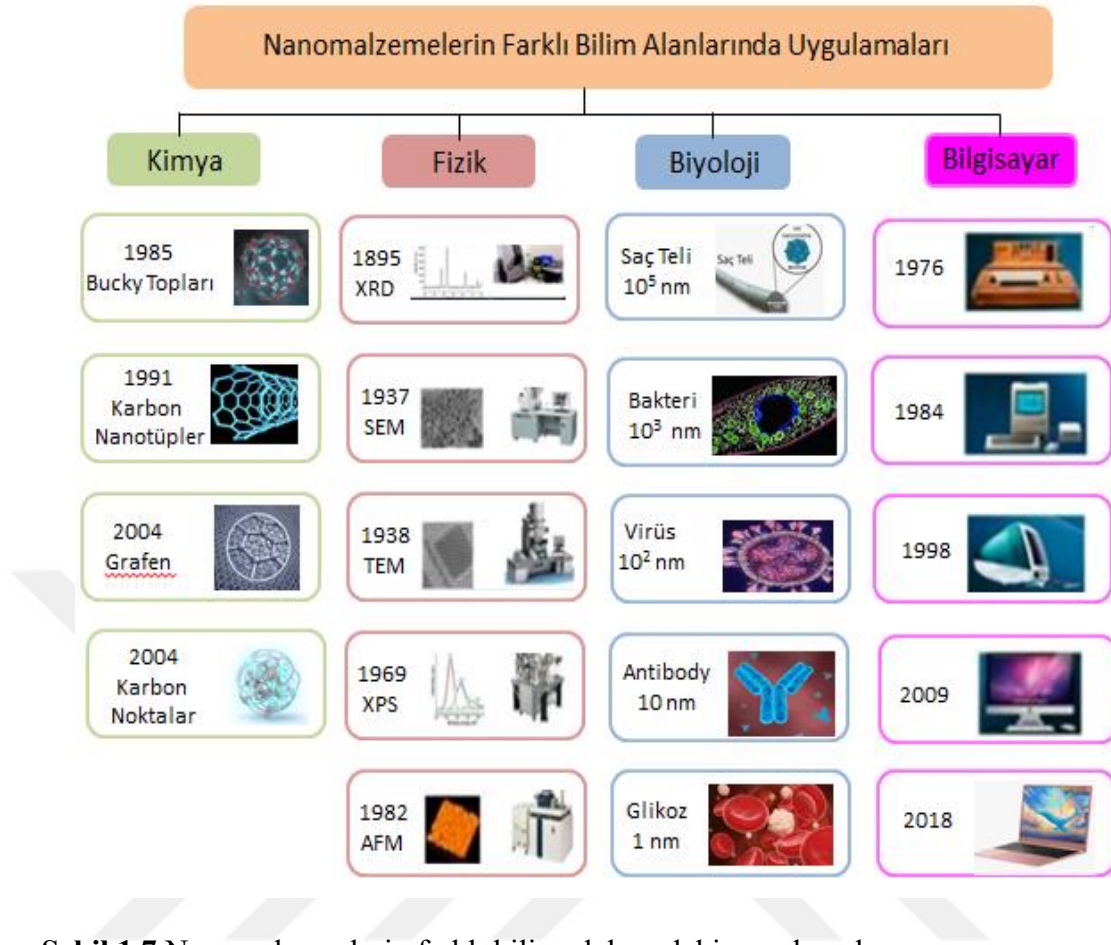 Nanomalzemelerin Farklı Bilim Alanlarında Uygulamaları
Kimya
1985
Bucky Topları
1991
Karbon
Nanotüpler
2004
Grafen
2004
Karbon
Noktalar
Fizik
1895
XRD
1937
SEM
1938
TEM
1969
XPS
1982
AFM
Biyoloji
Saç Teli
10⁵ nm
Saç Teli
Bakteri
10³ nm
Virüs
10² nm
Antibody
10 nm
Glikoz
1 nm
Bilgisayar
1976
1984
1998
2009
2018